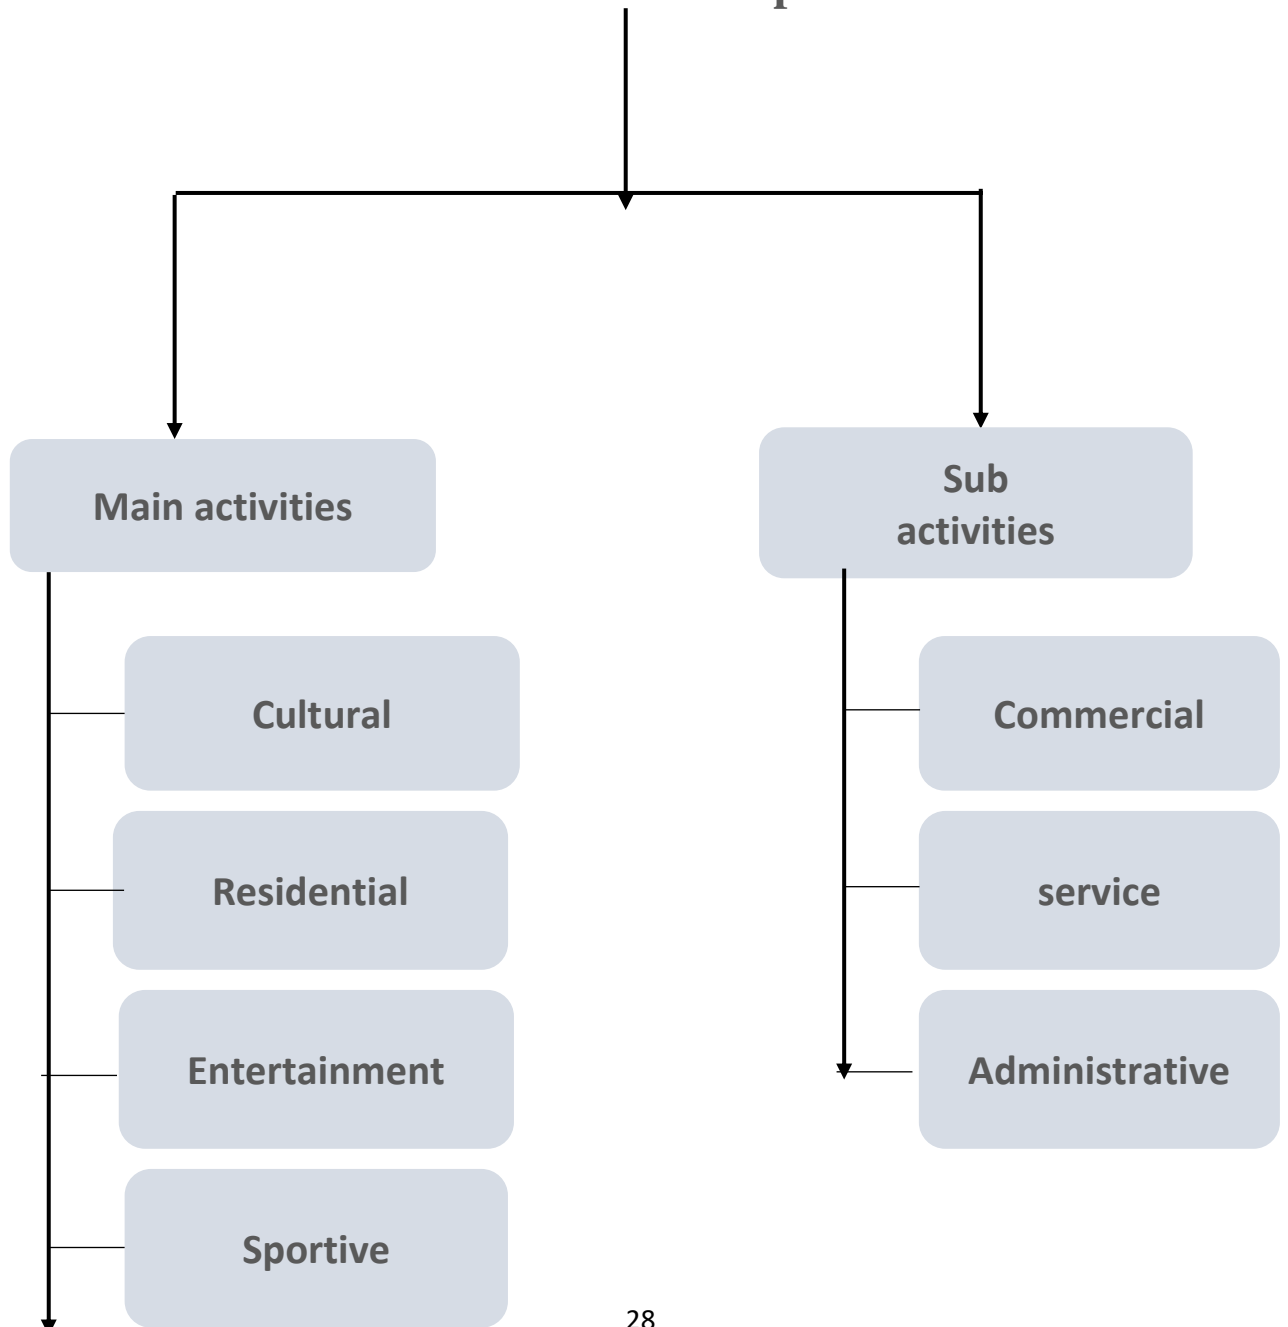 Main activities
Sub
activities
Cultural
Commercial
Residential
service
Entertainment
Administrative
Sportive
28